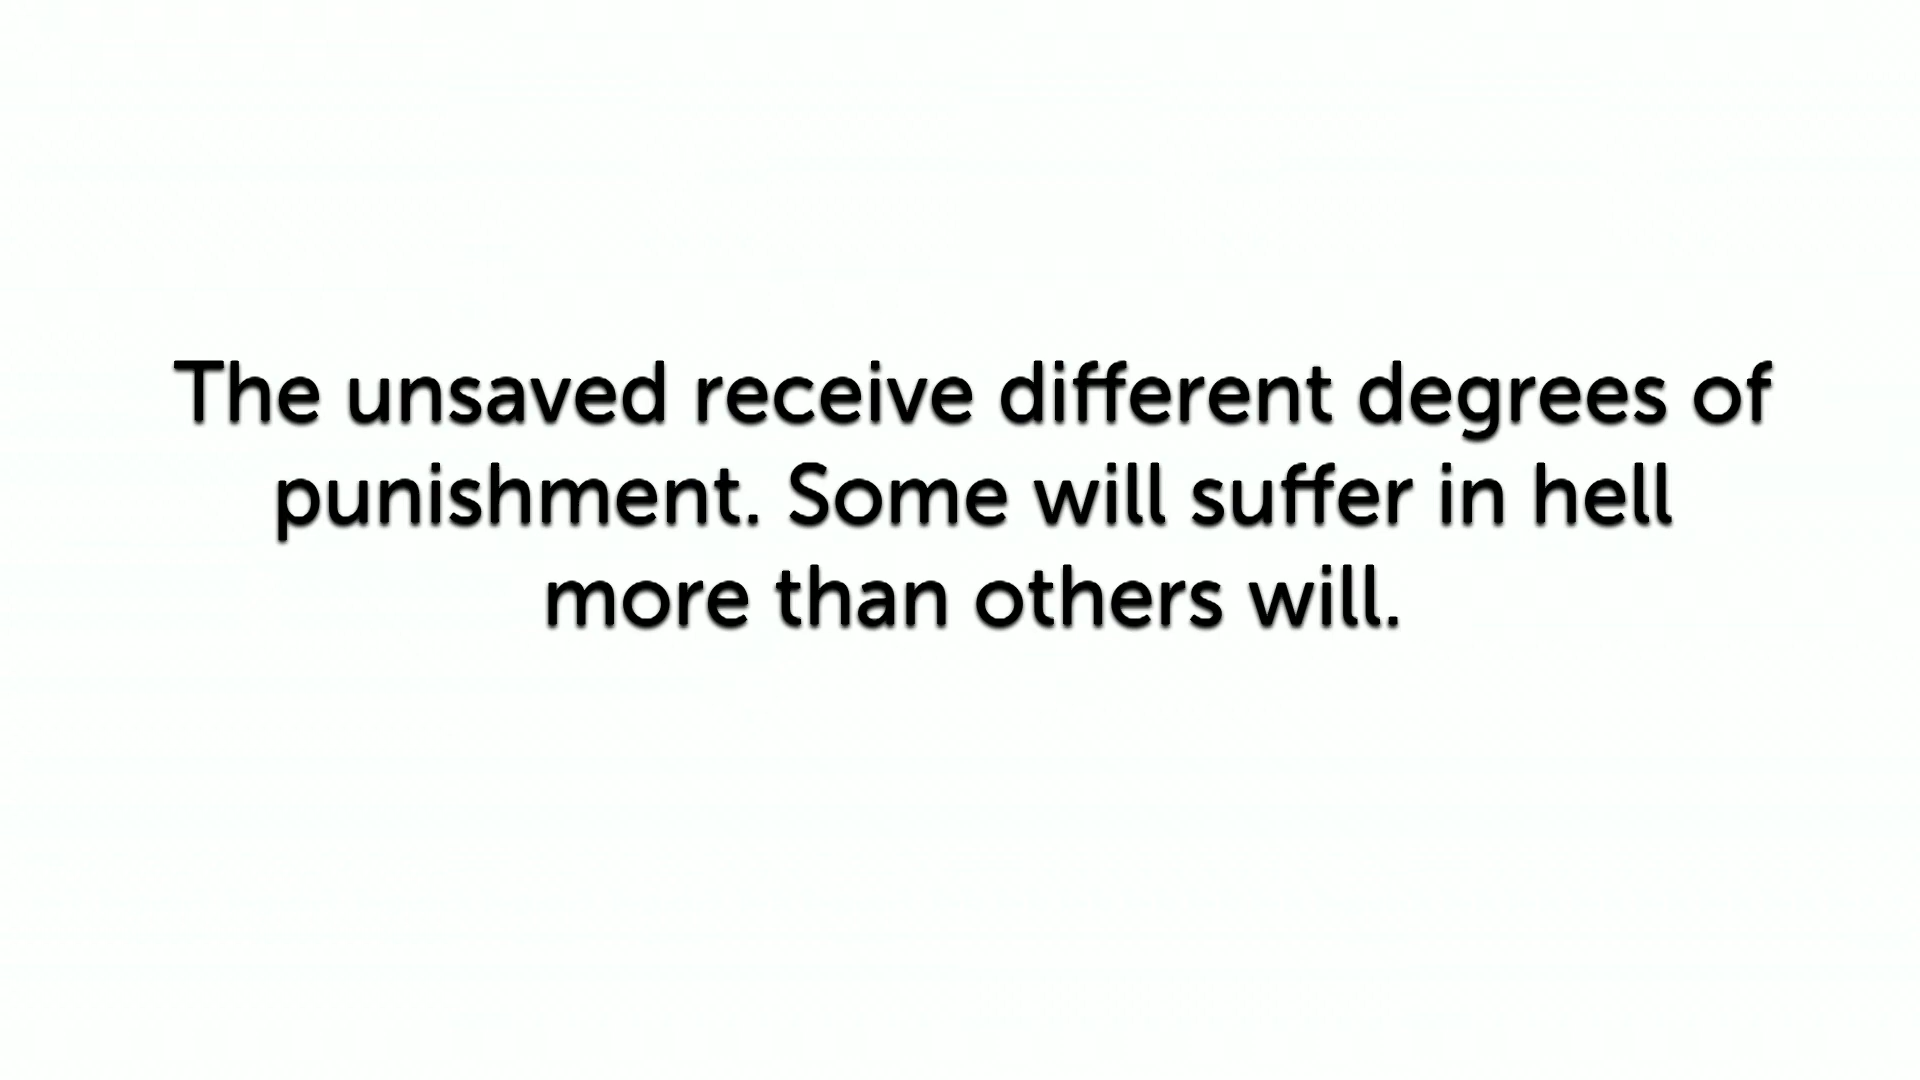 The unsaved receive different degrees of
punishment. Some will suffer in hell
more than others will.